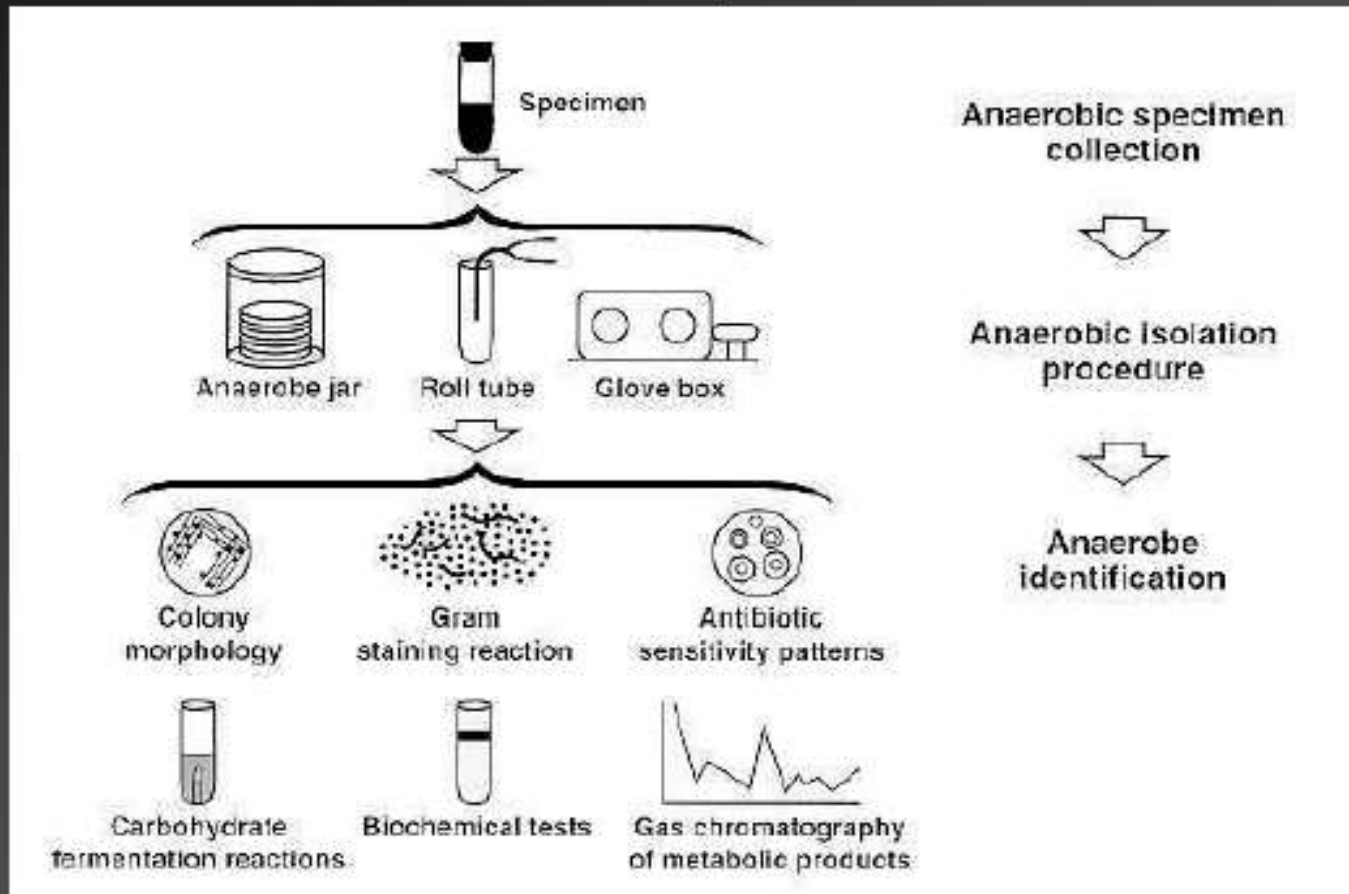 Specimen
Anaerobic specimen
collection
Anaerobe jar
Roll tube
Glove box
Anaerobic isolation
procedure
Colony
morphology
Gram
staining reaction
Antibiotic
sensitivity patterns
Anaerobe
identification
Carbohydrate
fermentation reactions
Biochemical tests
Gas chromatography
of metabolic products